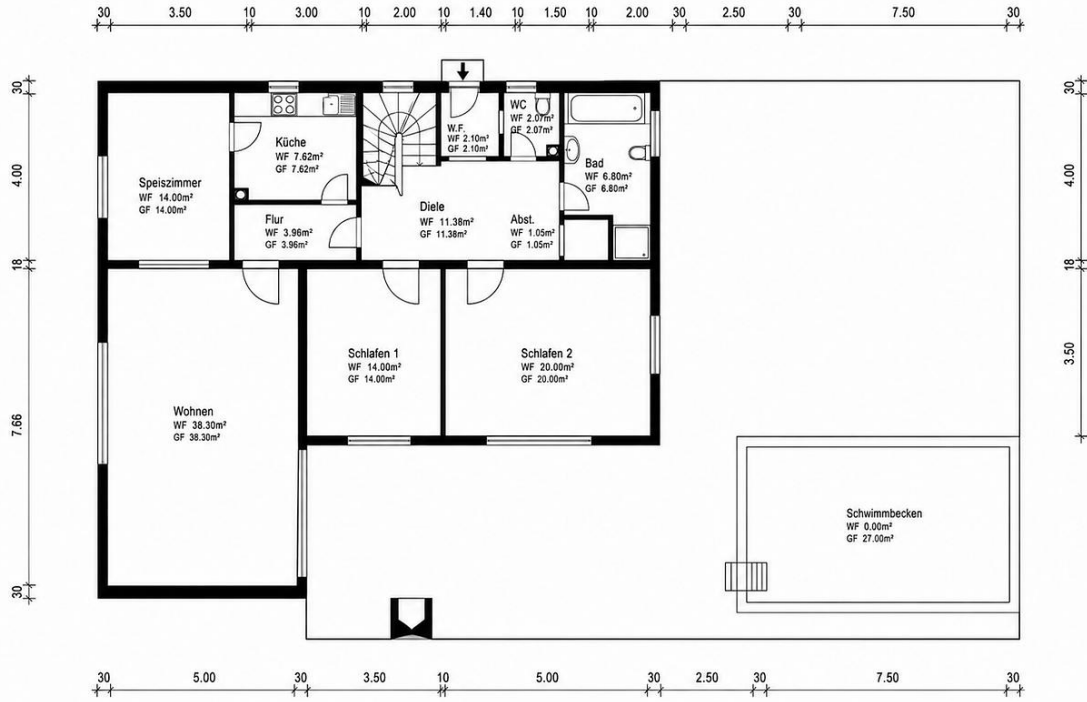 30 3.50 10 3.00 10 2.00 10 1.40 10 1.50 10 2.00 30 2.50 30 7.50 30
30
4.00
18
7.66
30
30
4.00
18
3.50
Küche
WF 7.62m²
GF 7.62m²
W.F.
WF 2.10m²
GF 2.10m²
WC
WF 2.07m²
GF 2.07m²
Bad
WF 6.80m²
GF 6.80m²
Speiszimmer
WF 14.00m²
GF 14.00m²
Flur
WF 3.96m²
GF 3.96m²
Diele
WF 11.38m²
GF 11.38m²
Abst.
WF 1.05m²
GF 1.05m²
Schlafen 1
WF 14.00m²
GF 14.00m²
Schlafen 2
WF 20.00m²
GF 20.00m²
Wohnen
WF 38.30m²
GF 38.30m²
Schwimmbecken
WF 0.00m²
GF 27.00m²
30 5.00 30 3.50 10 5.00 30 2.50 30 7.50 30